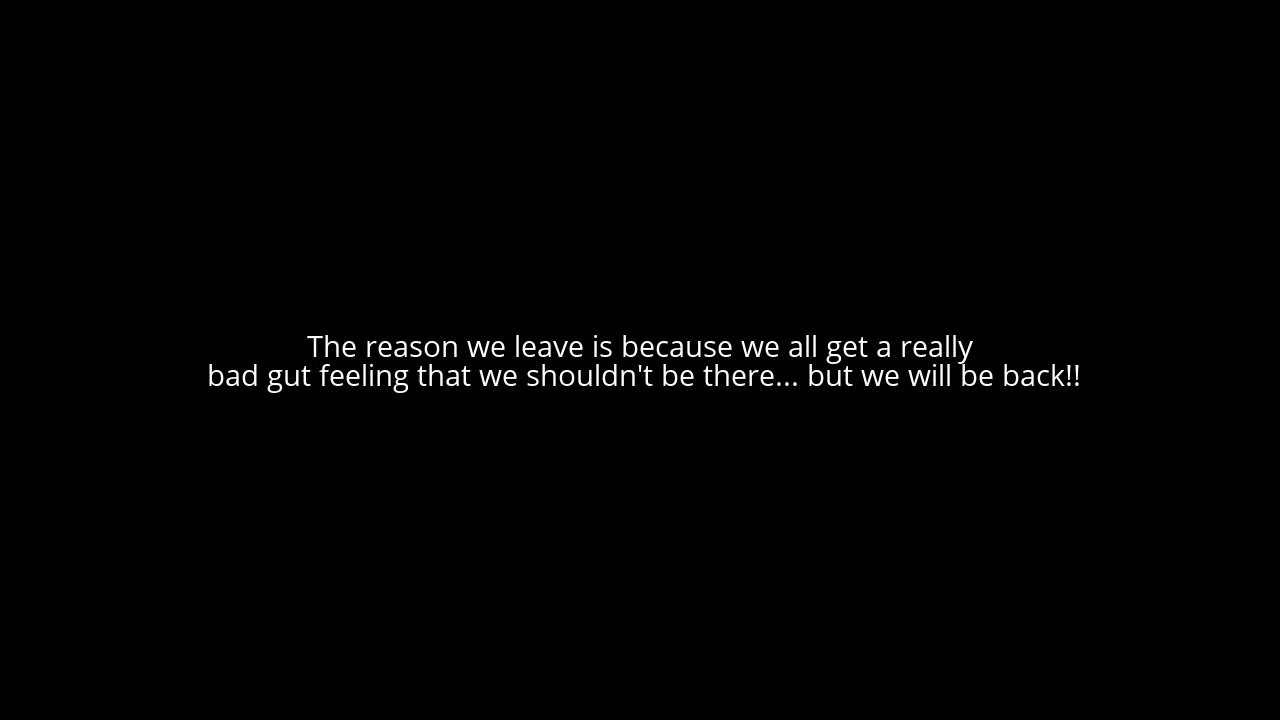 The reason we leave is because we all get a really
bad gut feeling that we shouldn't be there... but we will be back!!